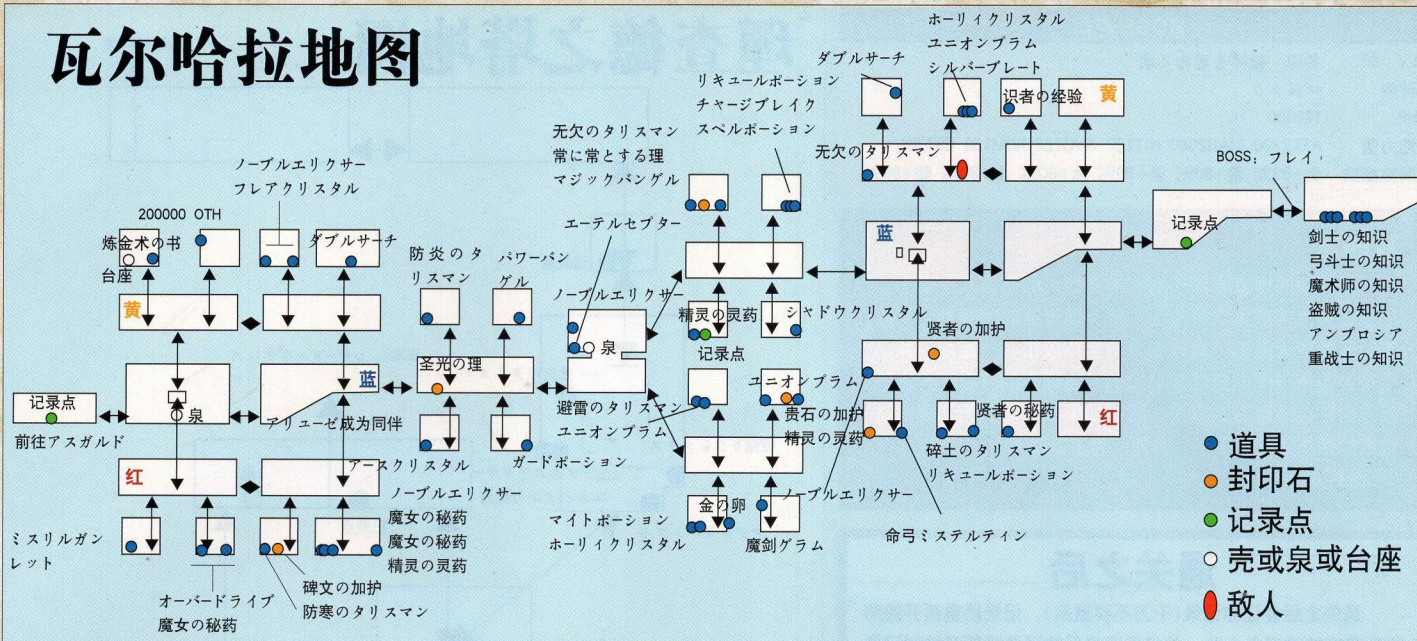 瓦尔哈拉地图
ホーリィクリスタル
ユニオンプラム
シルバーブレート
ダブルサーチ
リキュールポーション
チャージブレイク
スペルポーション
识者の经验
黄
无欠のタリスマン
常に常とする理
マジックバングル
无欠のタリスマン
BOSS：フレイ
ノーブルエリクサー
フレアクリスタル
200000 OTH
炼金术の书
台座
ダブルサーチ
防炎のタ
リスマン
パワーバン
グル
エーテルセプター
ノーブルエリクサー
泉
蓝
记录点
剑士の知识
弓斗士の知识
魔术师の知识
盗贼の知识
アンブロシア
重战士の知识
黄
精灵の灵药
记录点
シャドウクリスタル
圣光の理
蓝
贤者の加护
记录点
前往アスガルド
泉
アリューゼ成为同伴
避雷のタリスマン
ユニオンプラム
ユニオンプラム
贵石の加护
精灵の灵药
贤者の秘药
红
碎土のタリスマン
リキュールポーション
アースクリスタル
ガードポーション
红
ノーブルエリクサー
魔女の秘药
魔女の秘药
精灵の灵药
金の卵
ノーブルエリクサー
マイトポーション
ホーリィクリスタル
魔剑グラム
命弓ミステルティン
ミスリルガン
レット
オーバードライブ
魔女の秘药
碑文の加护
防寒のタリスマン
道具
封印石
记录点
壳或泉或台座
敌人